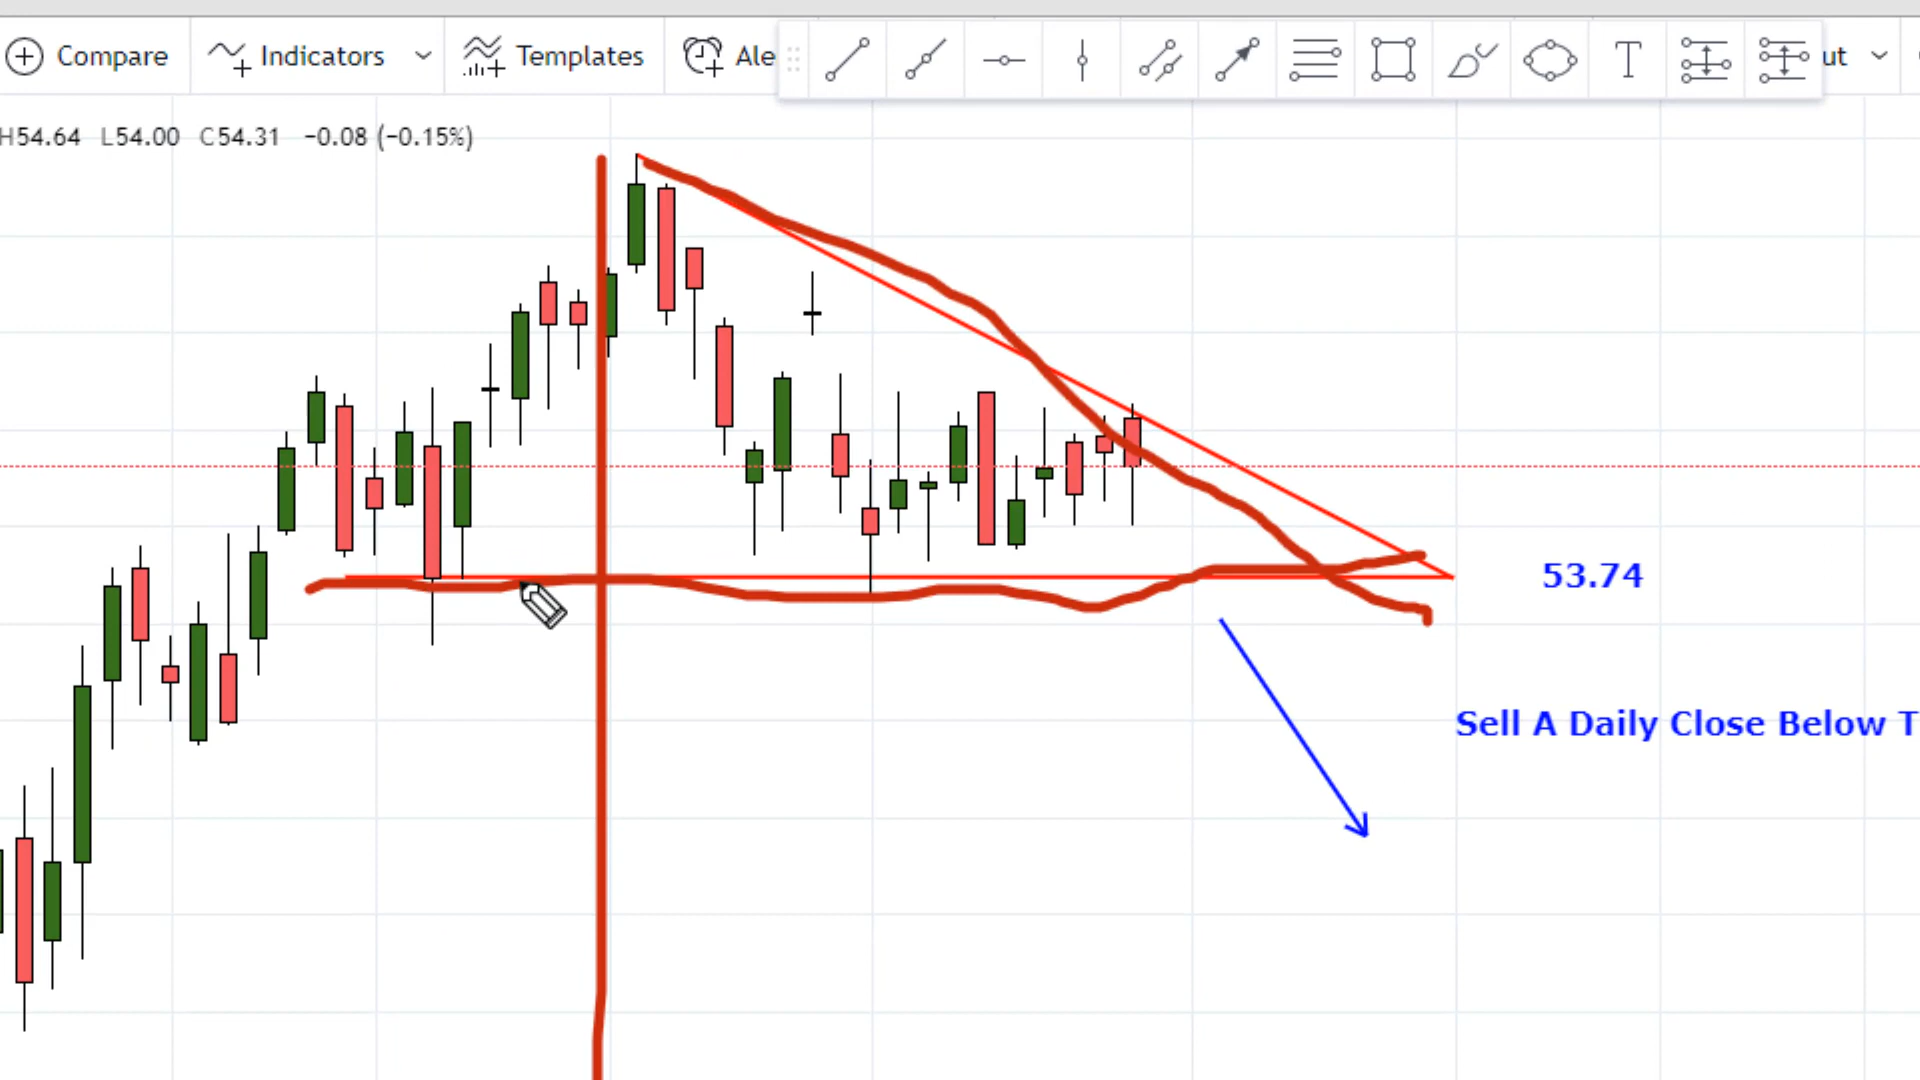 Compare Indicators Templates Ale ut
H54.64 L54.00 C54.31 −0.08 (−0.15%)
53.74
Sell A Daily Close Below T